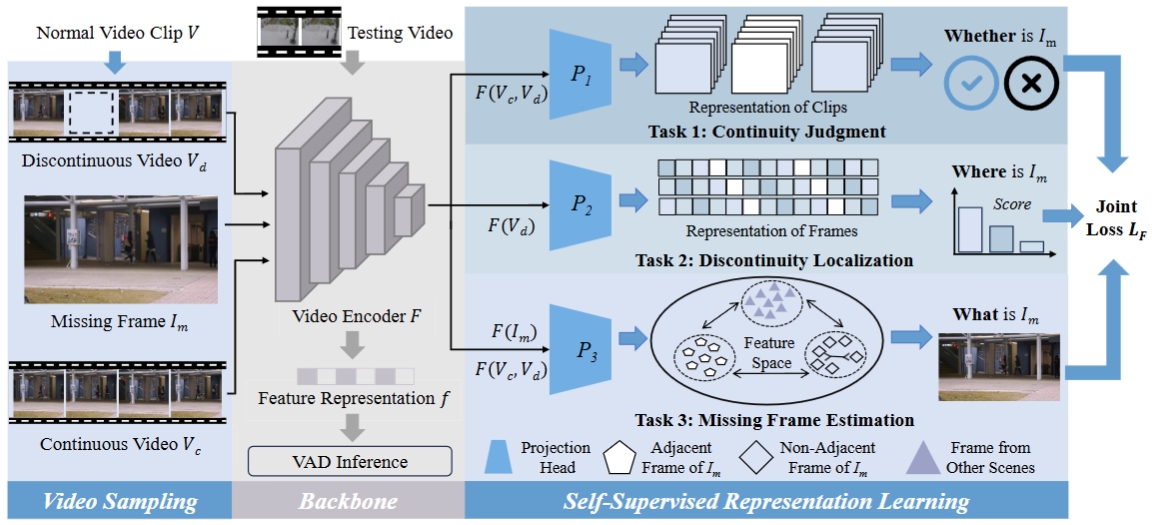 Normal Video Clip V
Discontinuous Video V_d
Missing Frame I_m
Continuous Video V_c
Video Sampling
Testing Video
Video Encoder F
Feature Representation f
VAD Inference
Backbone
F(V_c, V_d)
P_1
Representation of Clips
Task 1: Continuity Judgment
Whether is I_m
F(V_d)
P_2
Representation of Frames
Task 2: Discontinuity Localization
Where is I_m
Score
F(I_m)
F(V_c, V_d)
P_3
Feature
Space
Task 3: Missing Frame Estimation
What is I_m
Joint
Loss L_F
Projection
Head
Adjacent
Frame of I_m
Non-Adjacent
Frame of I_m
Frame from
Other Scenes
Self-Supervised Representation Learning